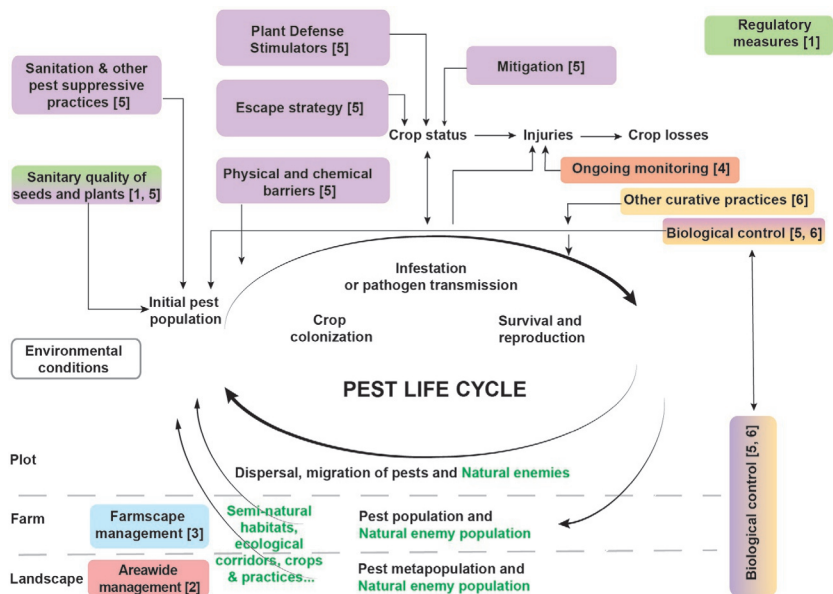 Plant Defense
Stimulators [5]
Regulatory
measures [1]
Sanitation & other
pest suppressive
practices [5]
Mitigation [5]
Escape strategy [5]
Crop status
Injuries
Crop losses
Sanitary quality of
seeds and plants [1, 5]
Physical and chemical
barriers [5]
Ongoing monitoring [4]
Other curative practices [6]
Biological control [5, 6]
Infestation
or pathogen transmission
Initial pest
population
Crop
colonization
Survival and
reproduction
Environmental
conditions
PEST LIFE CYCLE
Plot
Dispersal, migration of pests and Natural enemies
Farm
Farmscape
management [3]
Semi-natural
habitats,
ecological
corridors, crops
& practices...
Pest population and
Natural enemy population
Landscape
Areawide
management [2]
Pest metapopulation and
Natural enemy population
Biological control [5, 6]